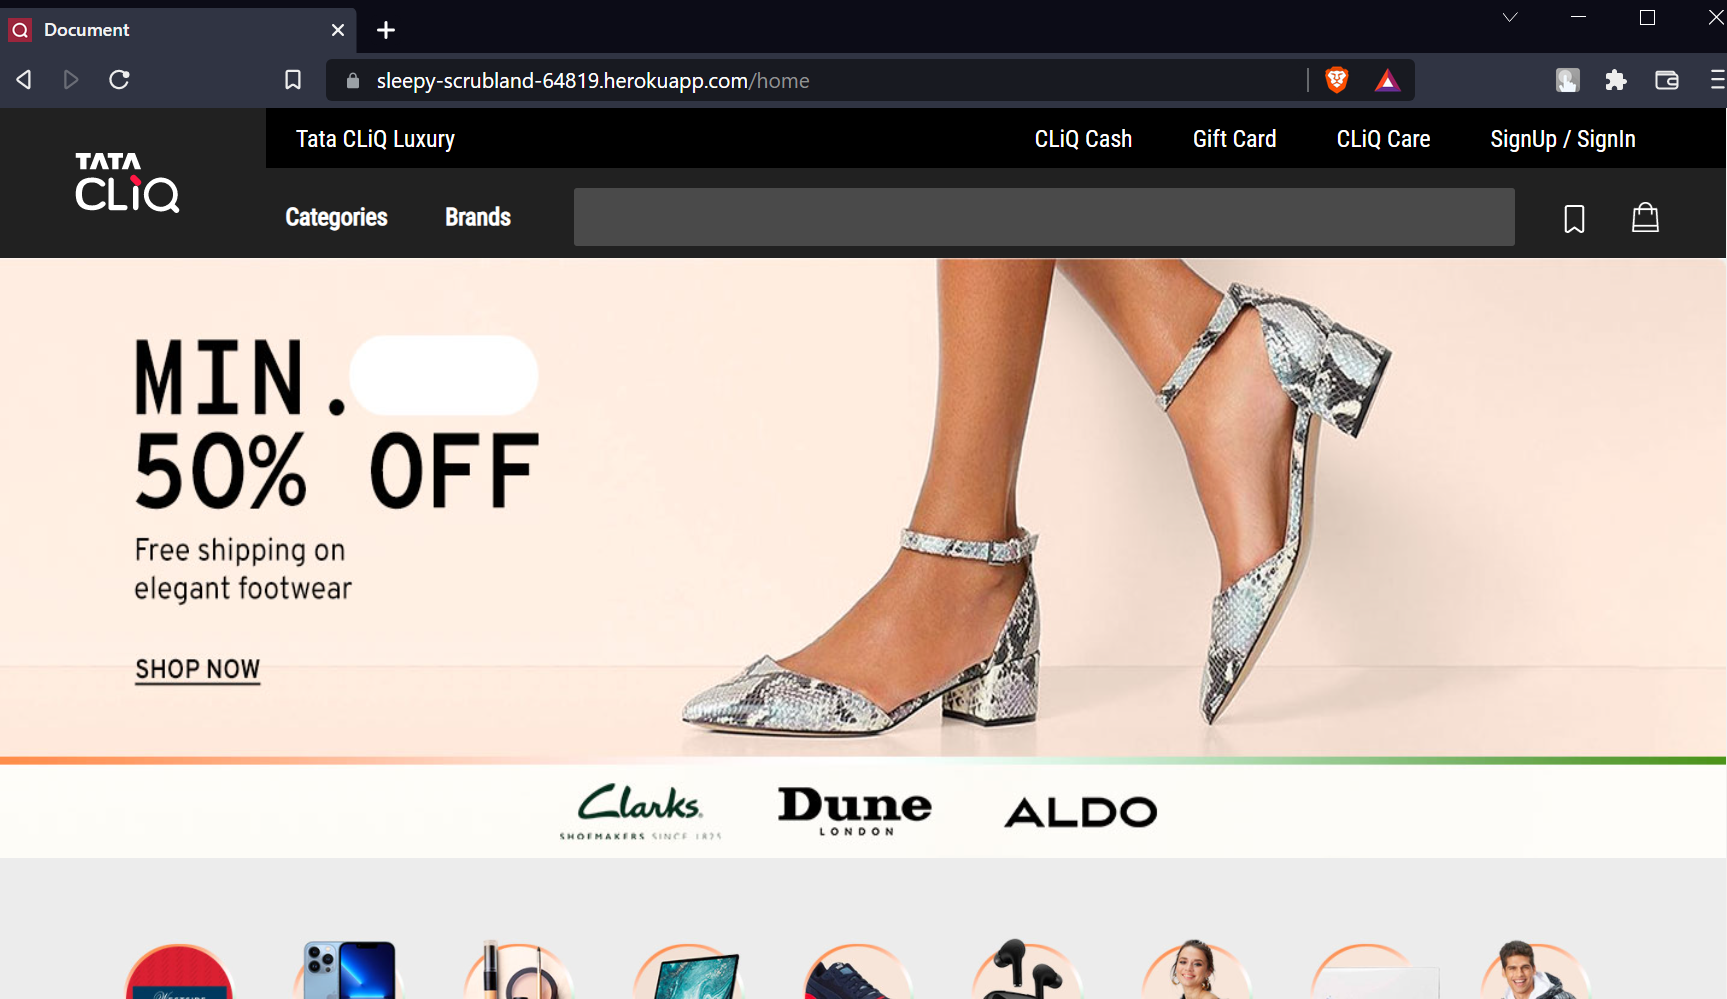 Document
sleepy-scrubland-64819.herokuapp.com/home
Tata CLiQ Luxury
CLiQ Cash
Gift Card
CLiQ Care
SignUp / SignIn
TATA
CLiQ
Categories
Brands
MIN.
50% OFF
Free shipping on
elegant footwear
SHOP NOW
Clarks.
SHOEMAKERS SINCE 1825
Dune
LONDON
ALDO
WESTSIDE